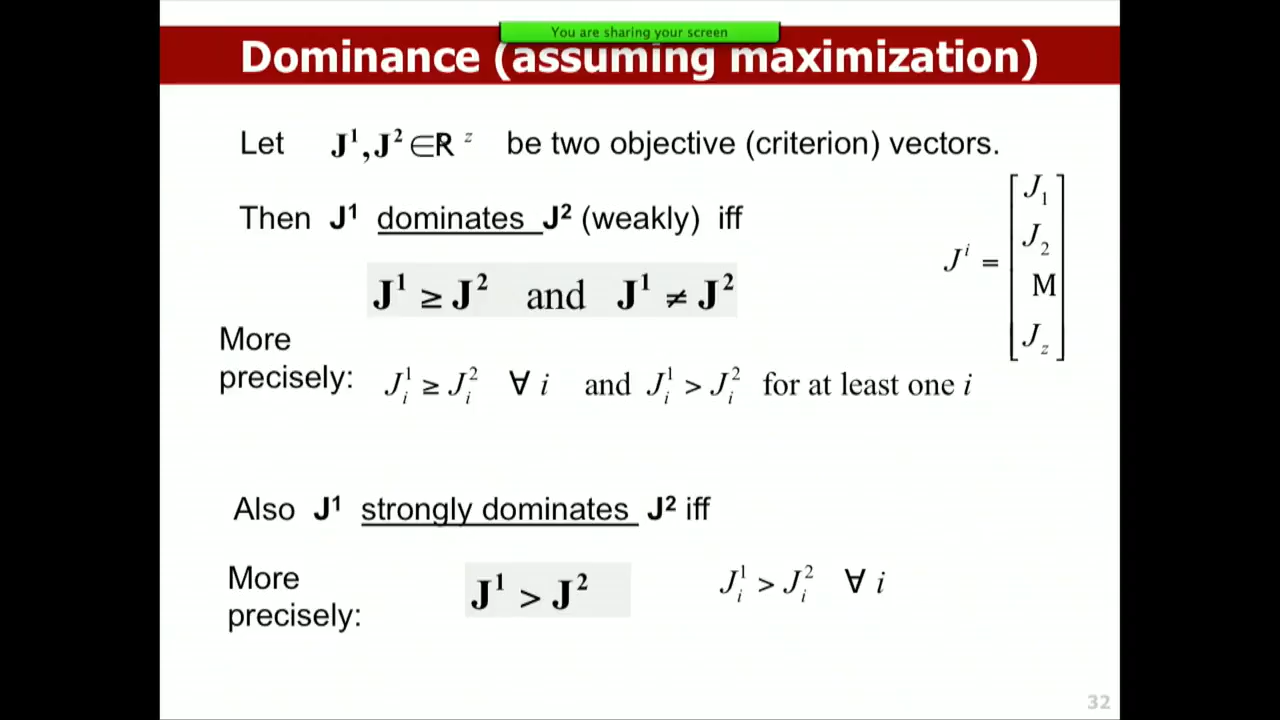 You are sharing your screen
Dominance (assuming maximization)
Let J¹,J² ∈ R ᶻ be two objective (criterion) vectors.
Then J¹ dominates J² (weakly) iff
J¹ ≥ J² and J¹ ≠ J²
J^i = [ J_1
J_2
M
J_z ]
More
precisely: J_i^1 ≥ J_i^2 ∀ i and J_i^1 > J_i^2 for at least one i
Also J¹ strongly dominates J² iff
More
precisely:
J¹ > J²
J_i^1 > J_i^2 ∀ i
32